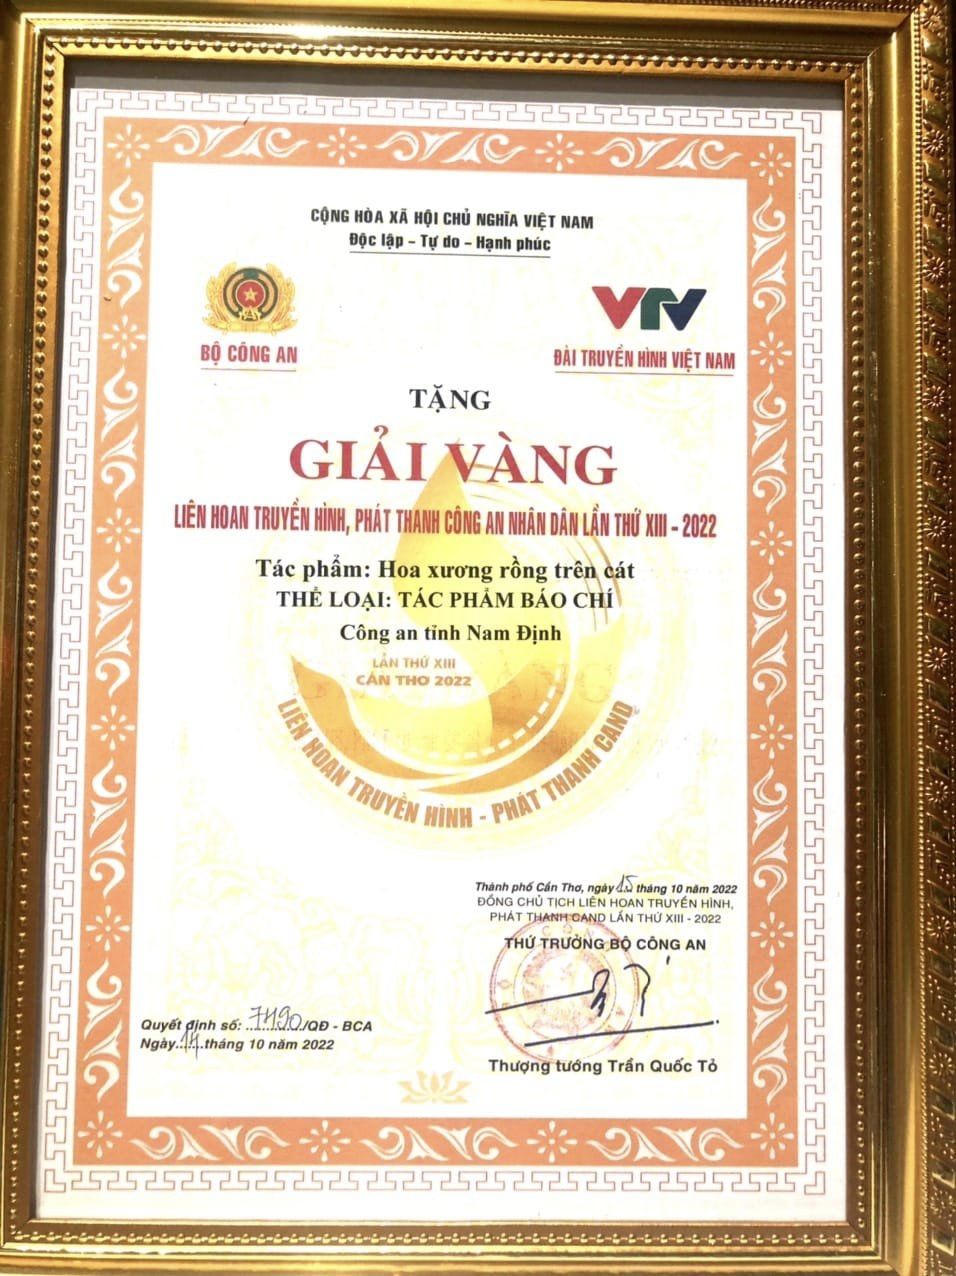 CỘNG HÒA XÃ HỘI CHỦ NGHĨA VIỆT NAM
Độc lập – Tự do – Hạnh phúc
BỘ CÔNG AN
VTV
ĐÀI TRUYỀN HÌNH VIỆT NAM
TẶNG
GIẢI VÀNG
LIÊN HOAN TRUYỀN HÌNH, PHÁT THANH CÔNG AN NHÂN DÂN LẦN THỨ XIII – 2022
Tác phẩm: Hoa xương rồng trên cát
THỂ LOẠI: TÁC PHẨM BÁO CHÍ
Công an tỉnh Nam Định
LẦN THỨ XIII
CẦN THƠ 2022
LIÊN HOAN TRUYỀN HÌNH - PHÁT THANH CAND
Thành phố Cần Thơ, ngày 15 tháng 10 năm 2022
ĐỒNG CHỦ TỊCH LIÊN HOAN TRUYỀN HÌNH,
PHÁT THANH CAND LẦN THỨ XIII - 2022
THỨ TRƯỞNG BỘ CÔNG AN
Quyết định số: ...7490.../QĐ - BCA
Ngày...14...tháng 10 năm 2022
Thượng tướng Trần Quốc Tỏ